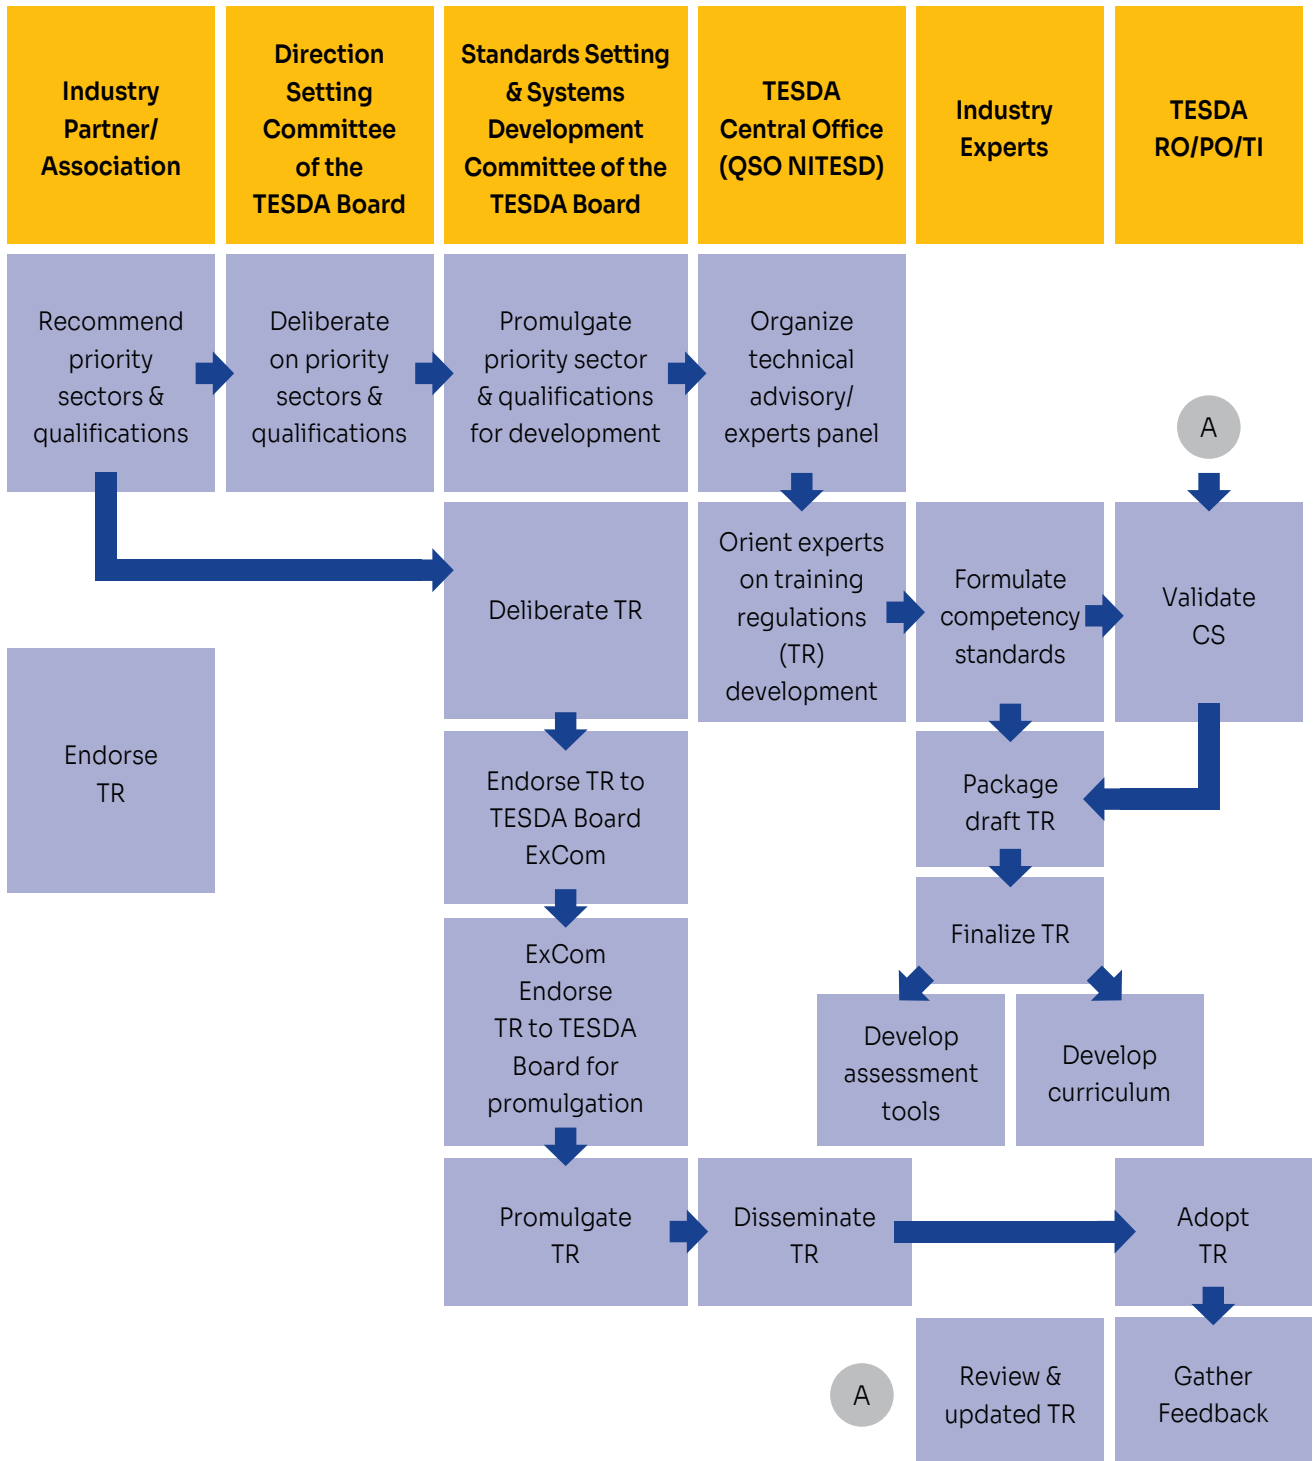 Industry
Partner/
Association
Direction
Setting
Committee
of the
TESDA Board
Standards Setting
& Systems
Development
Committee of the
TESDA Board
TESDA
Central Office
(QSO NITESD)
Industry
Experts
TESDA
RO/PO/TI
Recommend
priority
sectors &
qualifications
Deliberate
on priority
sectors &
qualifications
Promulgate
priority sector
& qualifications
for development
Organize
technical
advisory/
experts panel
A
Deliberate TR
Orient experts
on training
regulations
(TR)
development
Formulate
competency
standards
Validate
CS
Endorse
TR
Endorse TR to
TESDA Board
ExCom
Package
draft TR
Finalize TR
ExCom
Endorse
TR to TESDA
Board for
promulgation
Develop
assessment
tools
Develop
curriculum
Promulgate
TR
Disseminate
TR
Adopt
TR
A
Review &
updated TR
Gather
Feedback